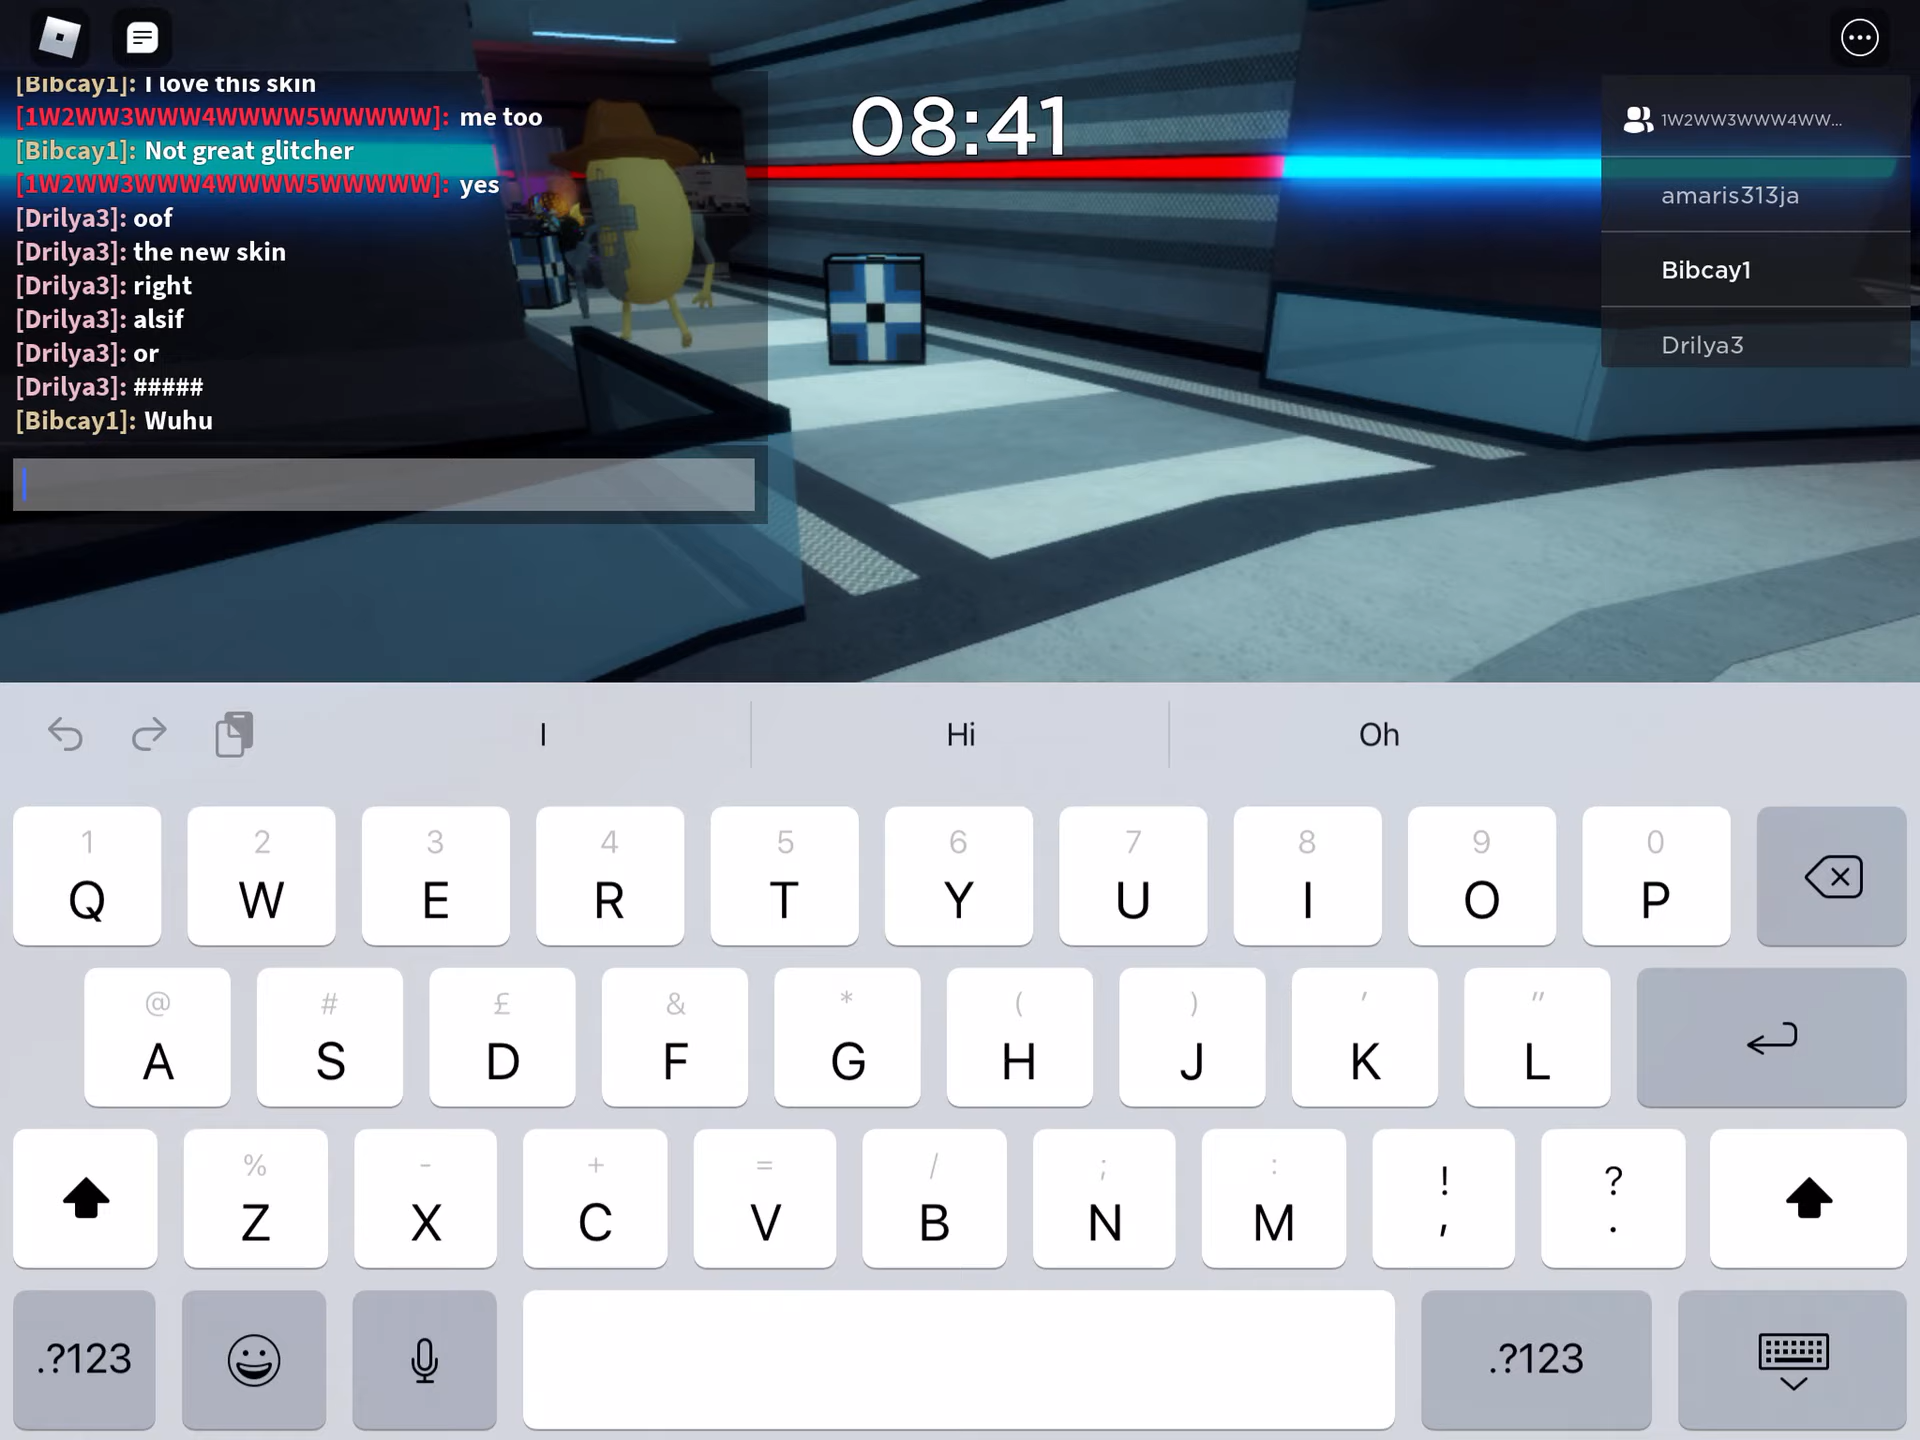 [Bibcay1]: I love this skin
[1W2WW3WWW4WWWW5WWWWW]: me too
[Bibcay1]: Not great glitcher
[1W2WW3WWW4WWWW5WWWWW]: yes
[Drilya3]: oof
[Drilya3]: the new skin
[Drilya3]: right
[Drilya3]: alsif
[Drilya3]: or
[Drilya3]: #####
[Bibcay1]: Wuhu
08:41
1W2WW3WWW4WW...
amaris313ja
Bibcay1
Drilya3
I Hi Oh
1 2 3 4 5 6 7 8 9 0
Q W E R T Y U I O P
@ # £ & * ( ) ' "
A S D F G H J K L
% - + = / ; : ! ?
Z X C V B N M , .
.?123 .?123